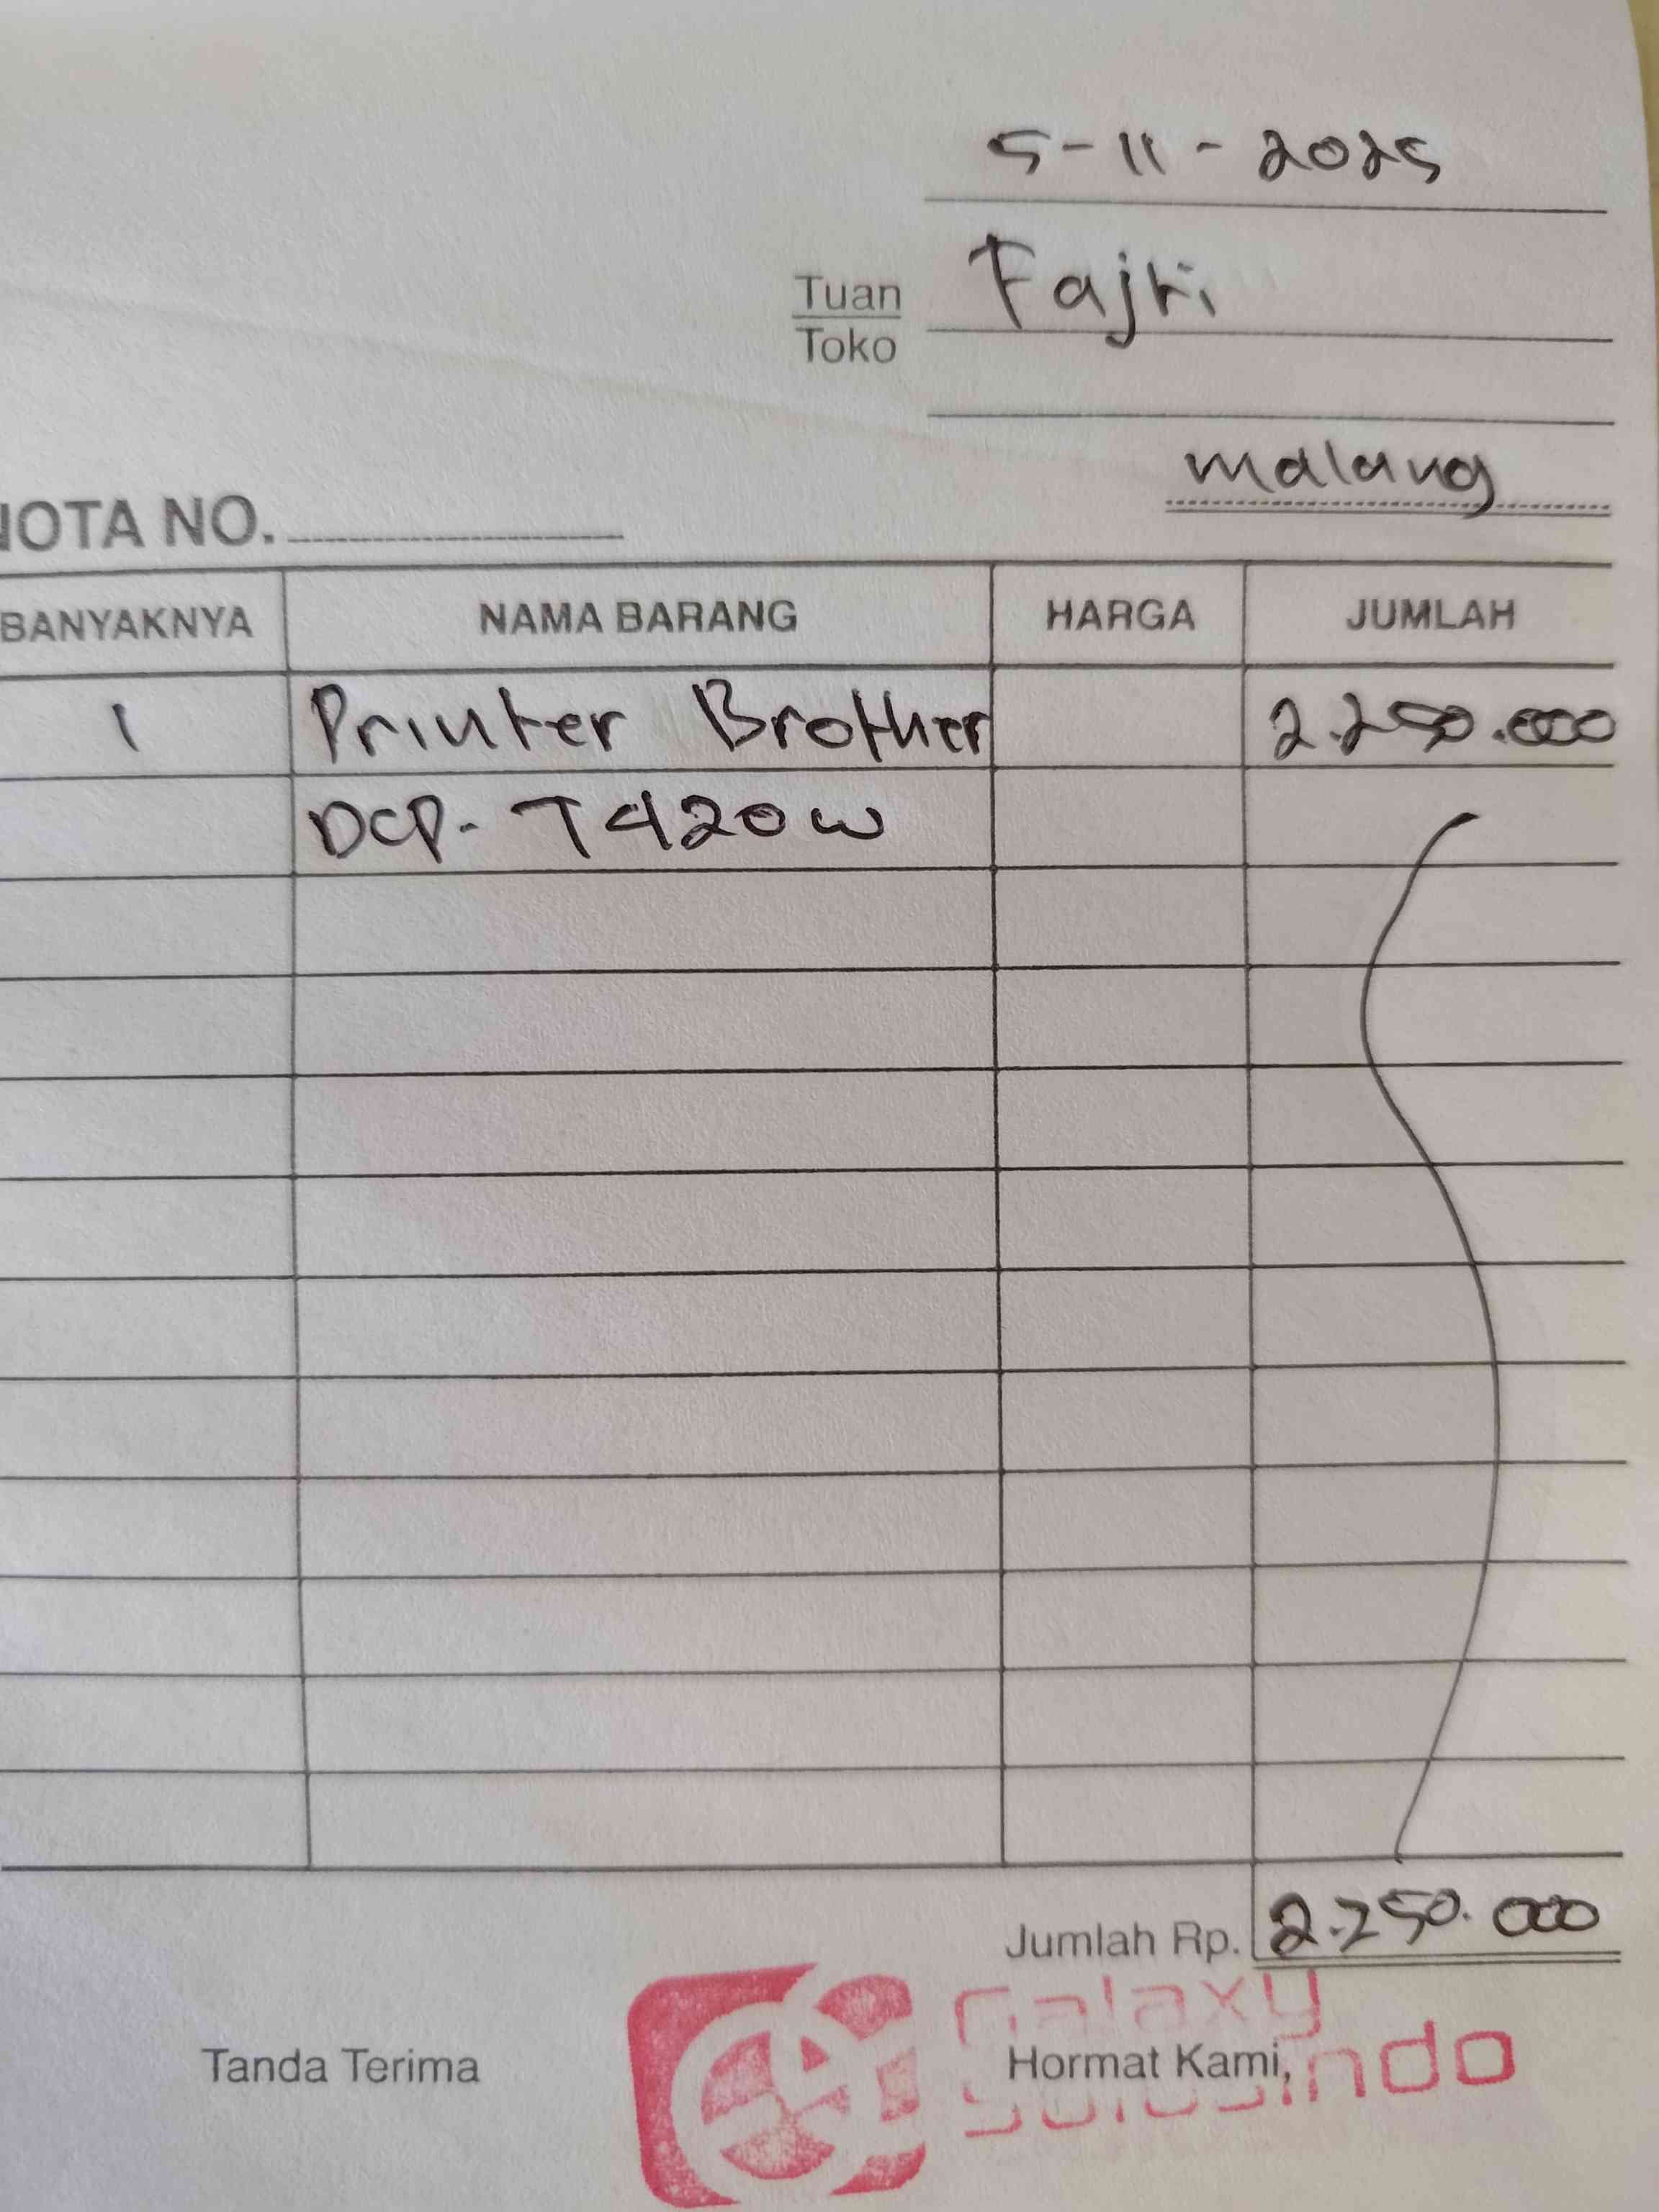 5-11-2025
Tuan Fajri
Toko
malang
NOTA NO.
BANYAKNYA NAMA BARANG HARGA JUMLAH
1 Printer Brother 2.250.000
DCP-T420W
Jumlah Rp. 2.250.000
Galaxy
Tanda Terima Hormat Kami,
Solusindo